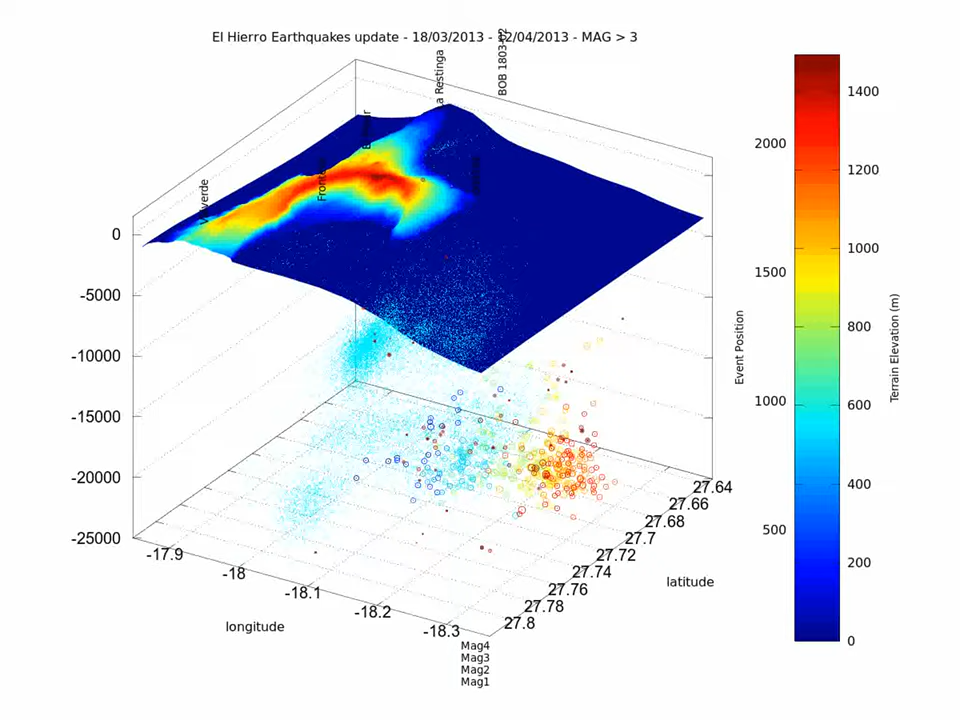 El Hierro Earthquakes update - 18/03/2013 - 12/04/2013 - MAG > 3
La Restinga
BOB 1803-02
0
-5000
-10000
-15000
-20000
-25000
-17.9
-18
-18.1
-18.2
-18.3
longitude
27.64
27.66
27.68
27.7
27.72
27.74
27.76
27.78
27.8
latitude
Mag4
Mag3
Mag2
Mag1
2000
1500
1000
500
Event Position
1400
1200
1000
800
600
400
200
0
Terrain Elevation (m)